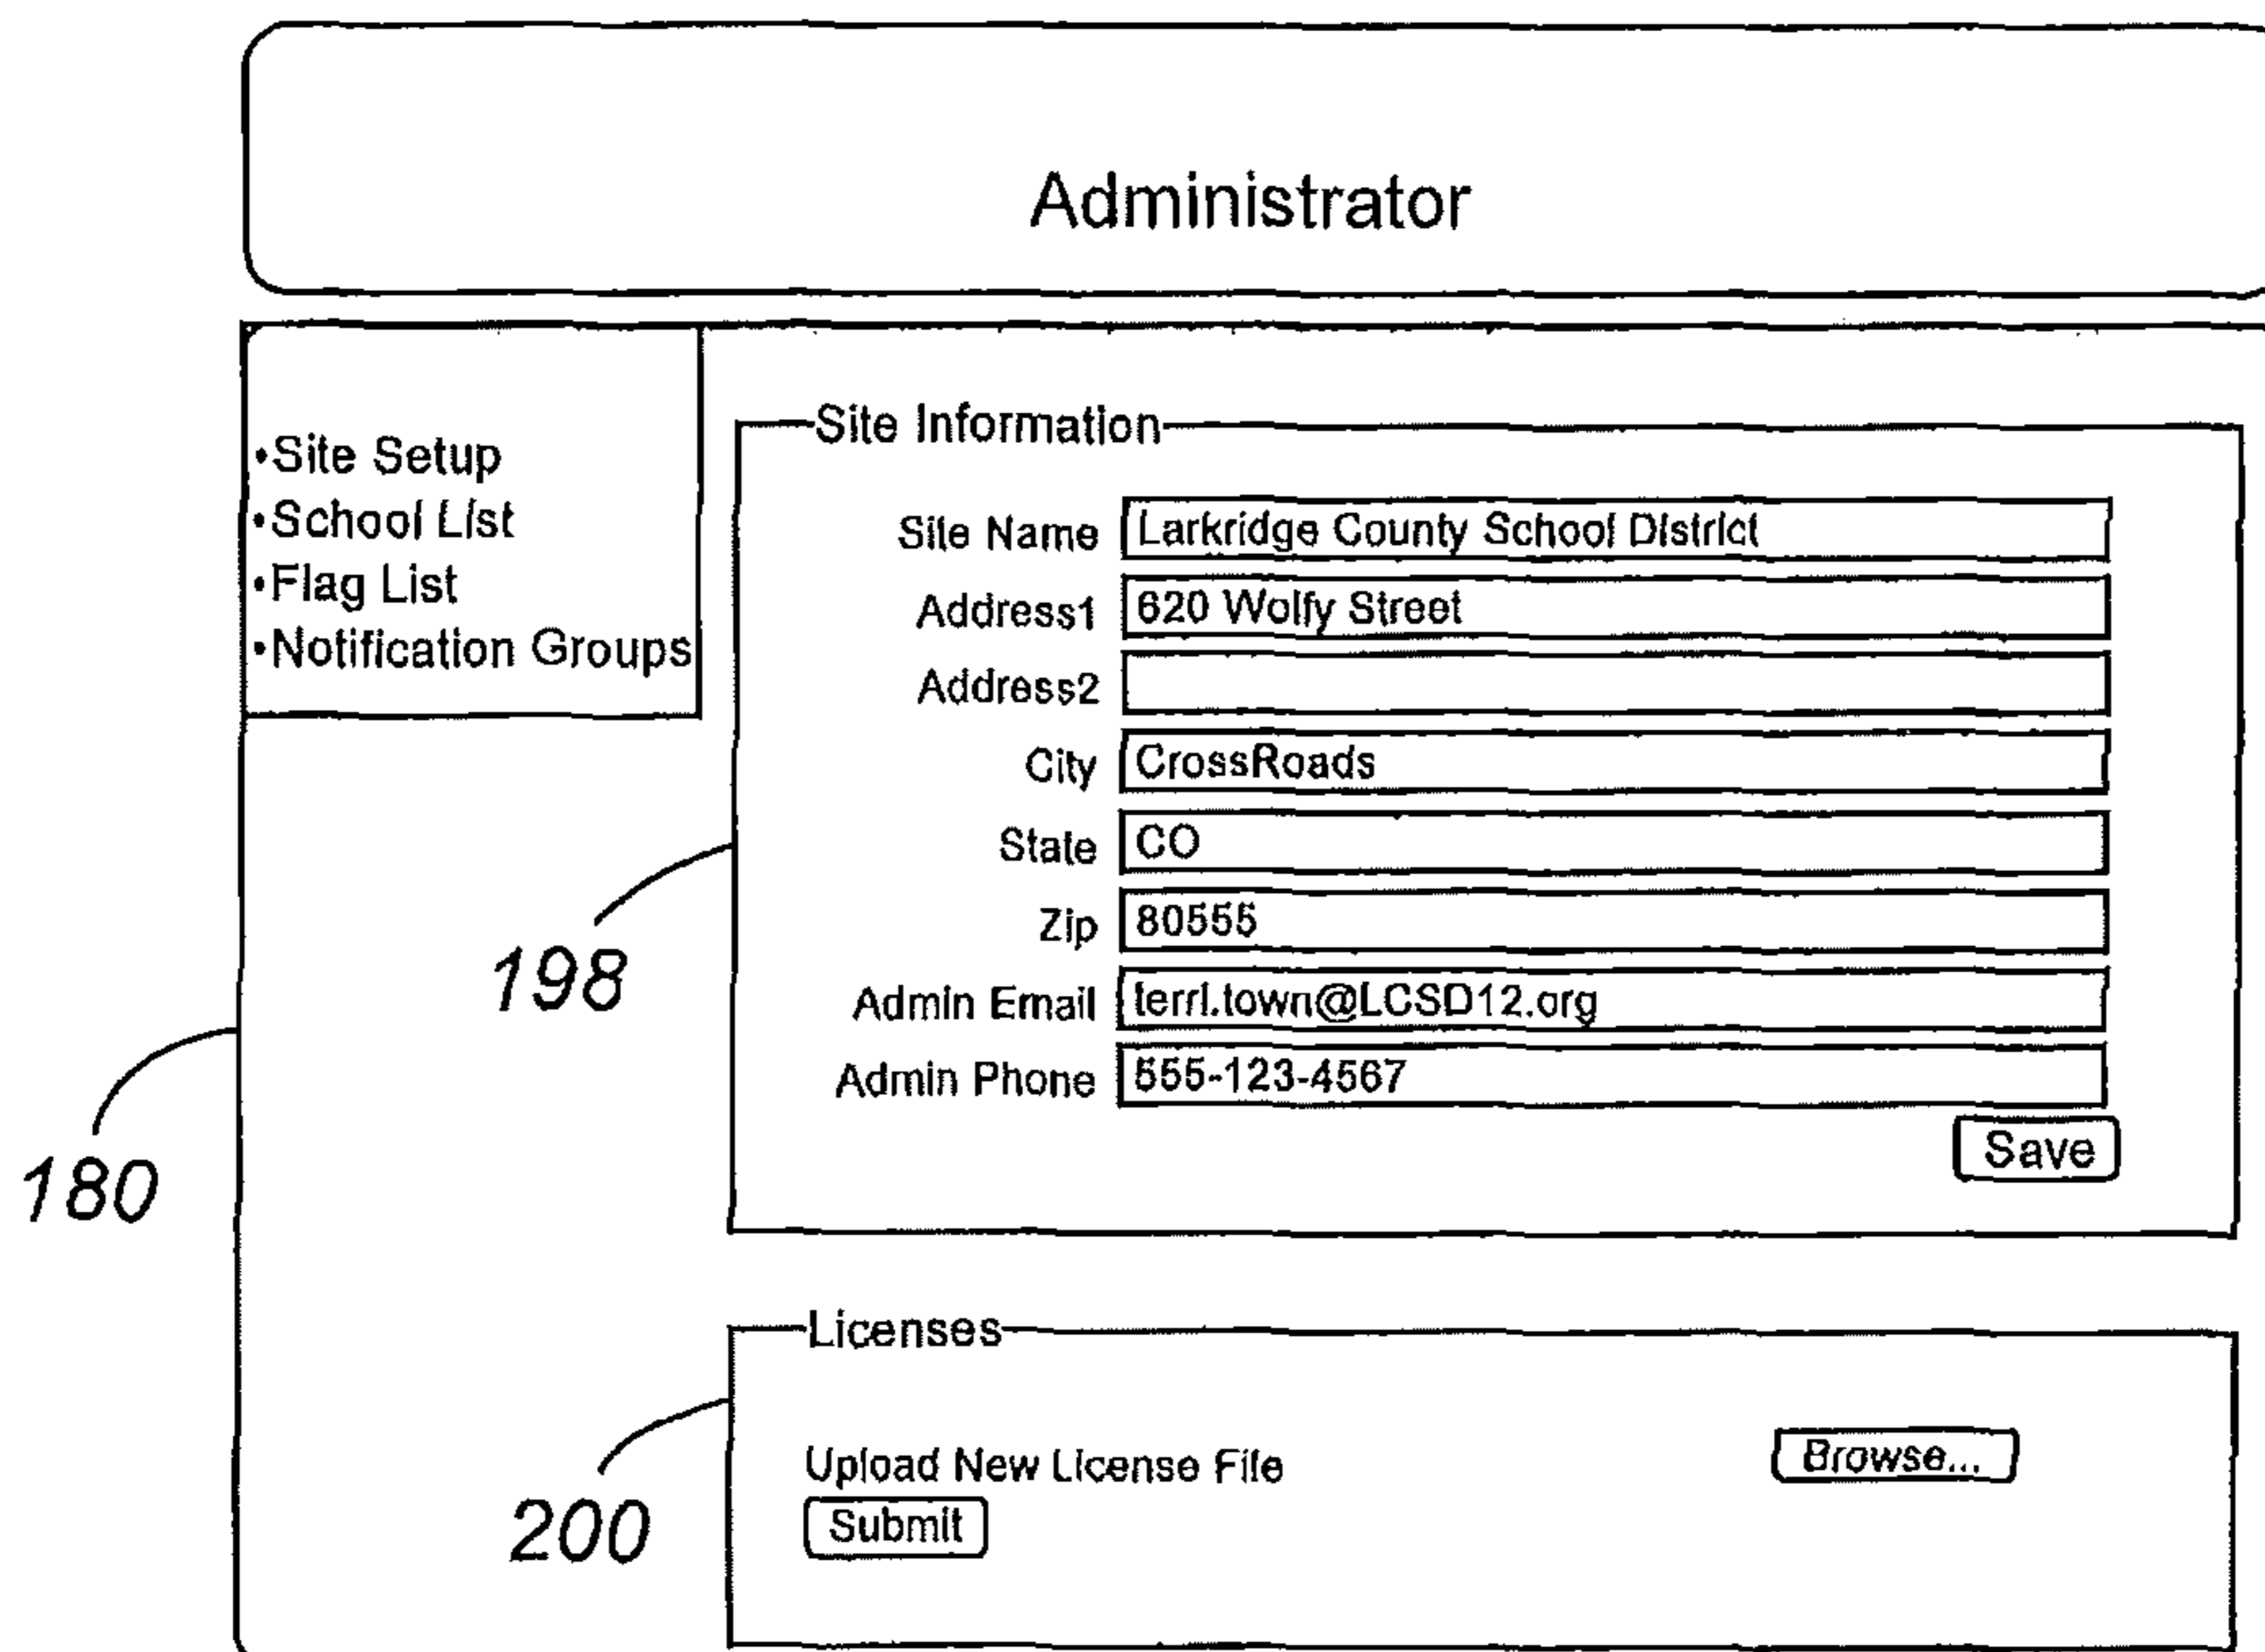 Administrator
•Site Setup
•School List
•Flag List
•Notification Groups
Site Information
Site Name Larkridge County School District
Address1 620 Wolfy Street
Address2
City CrossRoads
State CO
Zip 80555
Admin Email terri.town@LCSD12.org
Admin Phone 555-123-4567
Save
198
180
Licenses
Upload New License File Browse...
Submit
200